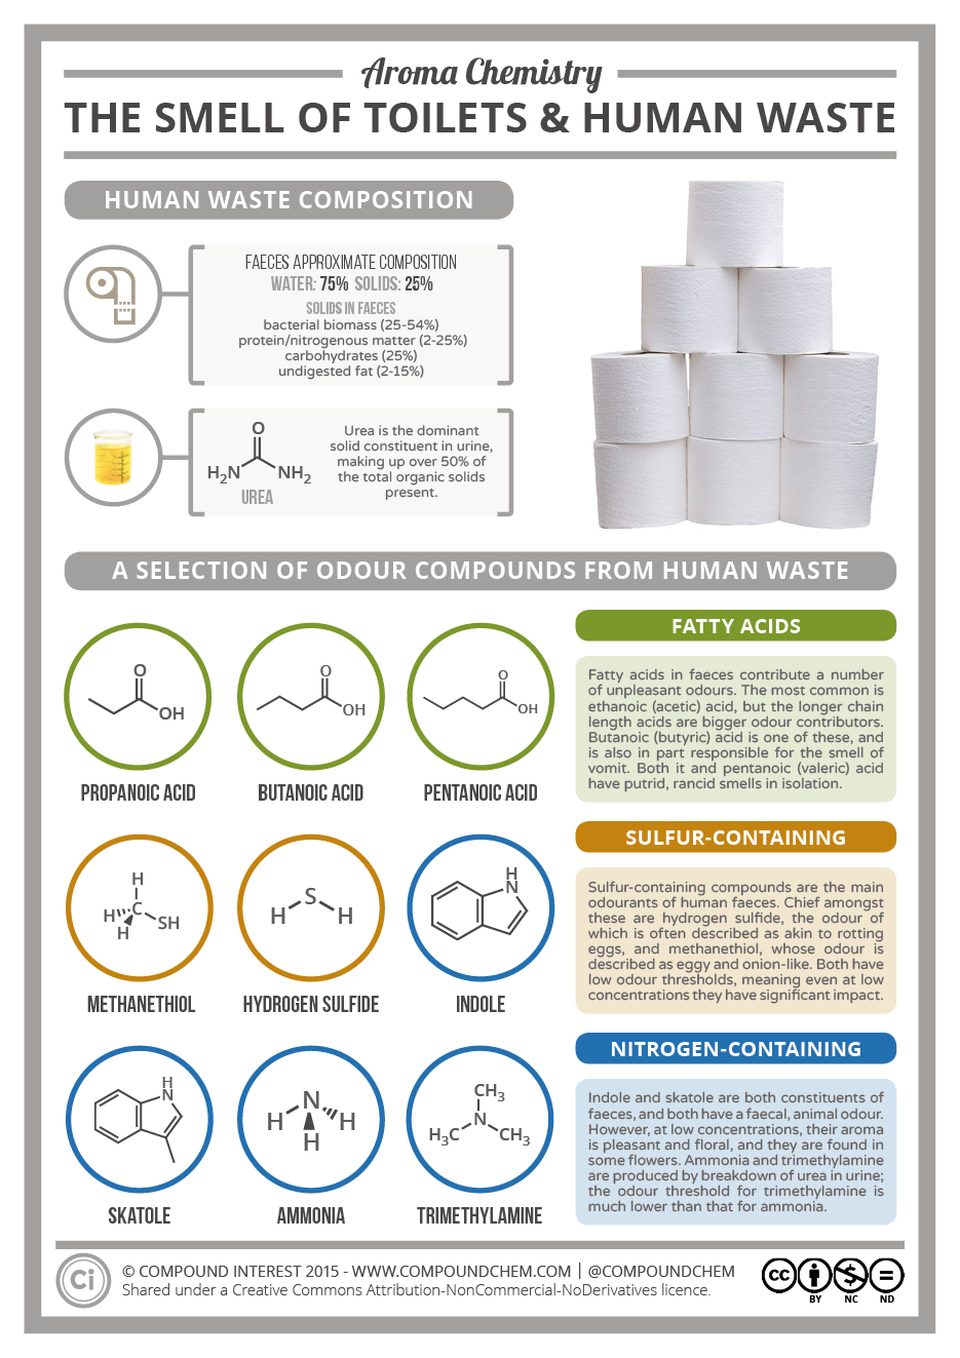 Aroma Chemistry
THE SMELL OF TOILETS & HUMAN WASTE
HUMAN WASTE COMPOSITION
FAECES APPROXIMATE COMPOSITION
WATER: 75% SOLIDS: 25%
SOLIDS IN FAECES
bacterial biomass (25-54%)
protein/nitrogenous matter (2-25%)
carbohydrates (25%)
undigested fat (2-15%)
O
H₂N NH₂
UREA
Urea is the dominant
solid constituent in urine,
making up over 50% of
the total organic solids
present.
A SELECTION OF ODOUR COMPOUNDS FROM HUMAN WASTE
O
OH
PROPANOIC ACID
O
OH
BUTANOIC ACID
O
OH
PENTANOIC ACID
FATTY ACIDS
Fatty acids in faeces contribute a number
of unpleasant odours. The most common is
ethanoic (acetic) acid, but the longer chain
length acids are bigger odour contributors.
Butanoic (butyric) acid is one of these, and
is also in part responsible for the smell of
vomit. Both it and pentanoic (valeric) acid
have putrid, rancid smells in isolation.
H
H C
SH
H
METHANETHIOL
S
H H
HYDROGEN SULFIDE
H
N
INDOLE
SULFUR-CONTAINING
Sulfur-containing compounds are the main
odourants of human faeces. Chief amongst
these are hydrogen sulfide, the odour of
which is often described as akin to rotting
eggs, and methanethiol, whose odour is
described as eggy and onion-like. Both have
low odour thresholds, meaning even at low
concentrations they have significant impact.
H
N
SKATOLE
N
H H
H
AMMONIA
CH₃
N
H₃C CH₃
TRIMETHYLAMINE
NITROGEN-CONTAINING
Indole and skatole are both constituents of
faeces, and both have a faecal, animal odour.
However, at low concentrations, their aroma
is pleasant and floral, and they are found in
some flowers. Ammonia and trimethylamine
are produced by breakdown of urea in urine;
the odour threshold for trimethylamine is
much lower than that for ammonia.
Ci
© COMPOUND INTEREST 2015 - WWW.COMPOUNDCHEM.COM | @COMPOUNDCHEM
Shared under a Creative Commons Attribution-NonCommercial-NoDerivatives licence.
cc
BY NC ND